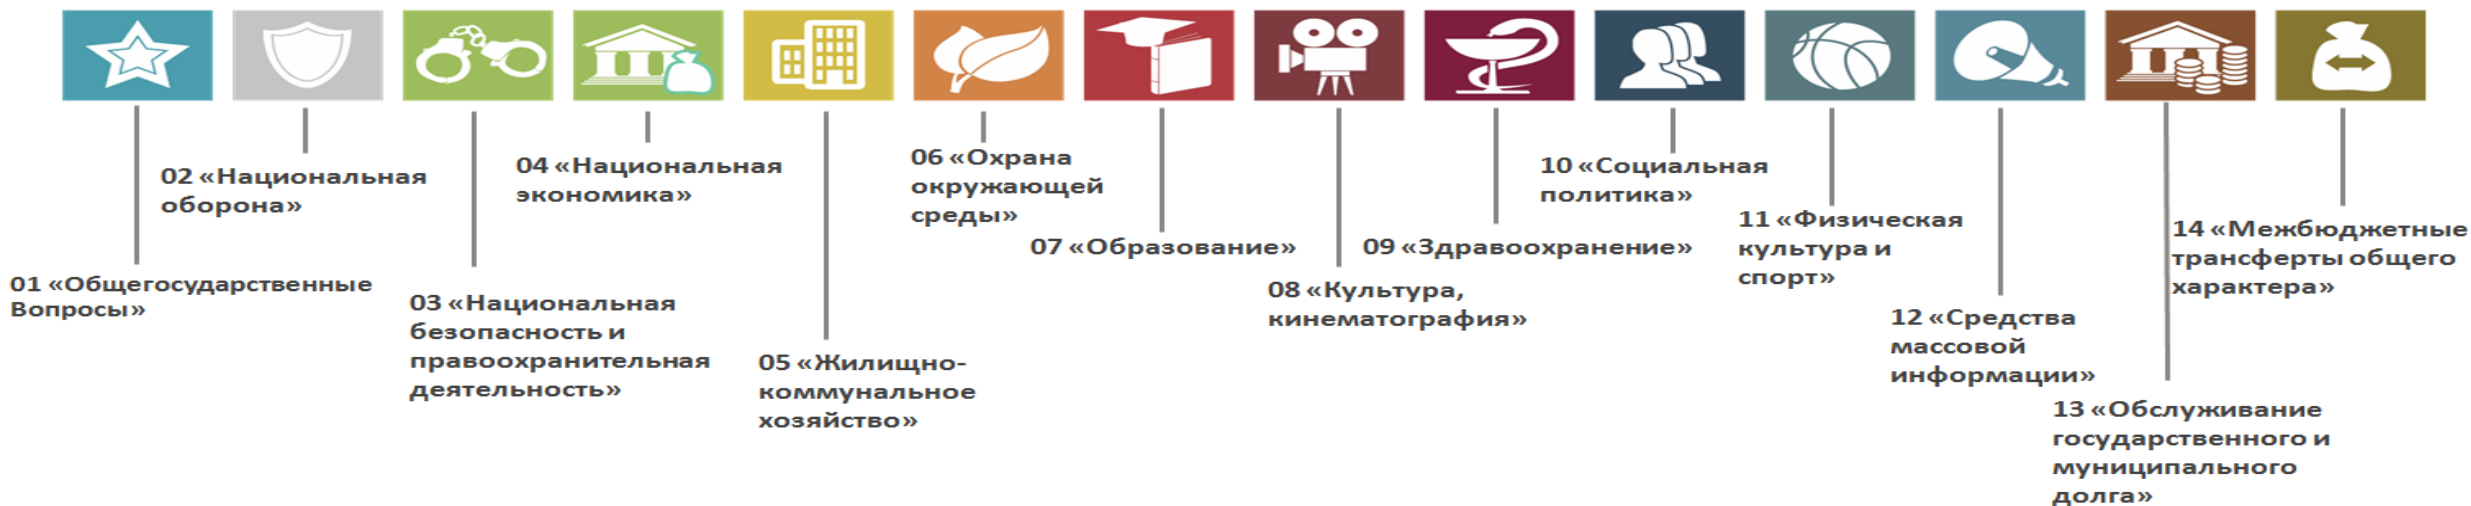 01 «Общегосударственные
Вопросы»
02 «Национальная
оборона»
03 «Национальная
безопасность и
правоохранительная
деятельность»
04 «Национальная
экономика»
05 «Жилищно-
коммунальное
хозяйство»
06 «Охрана
окружающей
среды»
07 «Образование»
08 «Культура,
кинематография»
09 «Здравоохранение»
10 «Социальная
политика»
11 «Физическая
культура и
спорт»
12 «Средства
массовой
информации»
13 «Обслуживание
государственного и
муниципального
долга»
14 «Межбюджетные
трансферты общего
характера»